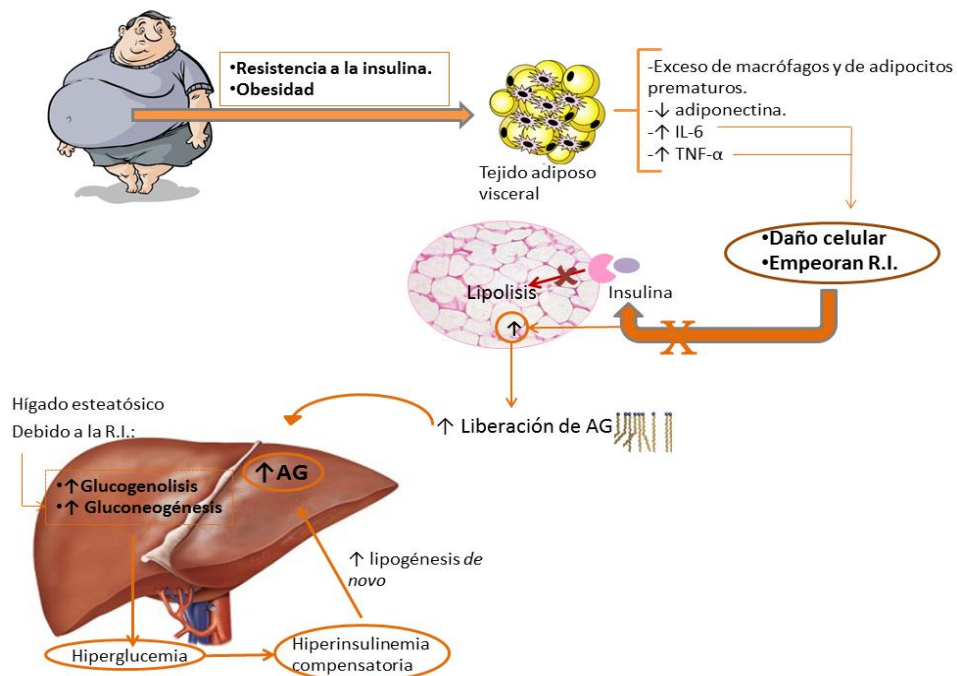 •Resistencia a la insulina.
•Obesidad
-Exceso de macrófagos y de adipocitos
prematuros.
-↓ adiponectina.
-↑ IL-6
-↑ TNF-α
Tejido adiposo
visceral
•Daño celular
•Empeoran R.I.
Lipolisis
Insulina
↑
X
↑ Liberación de AG
Hígado esteatósico
Debido a la R.I.:
•↑Glucogenolisis
•↑ Gluconeogénesis
↑AG
↑ lipogénesis de
novo
Hiperglucemia
Hiperinsulinemia
compensatoria